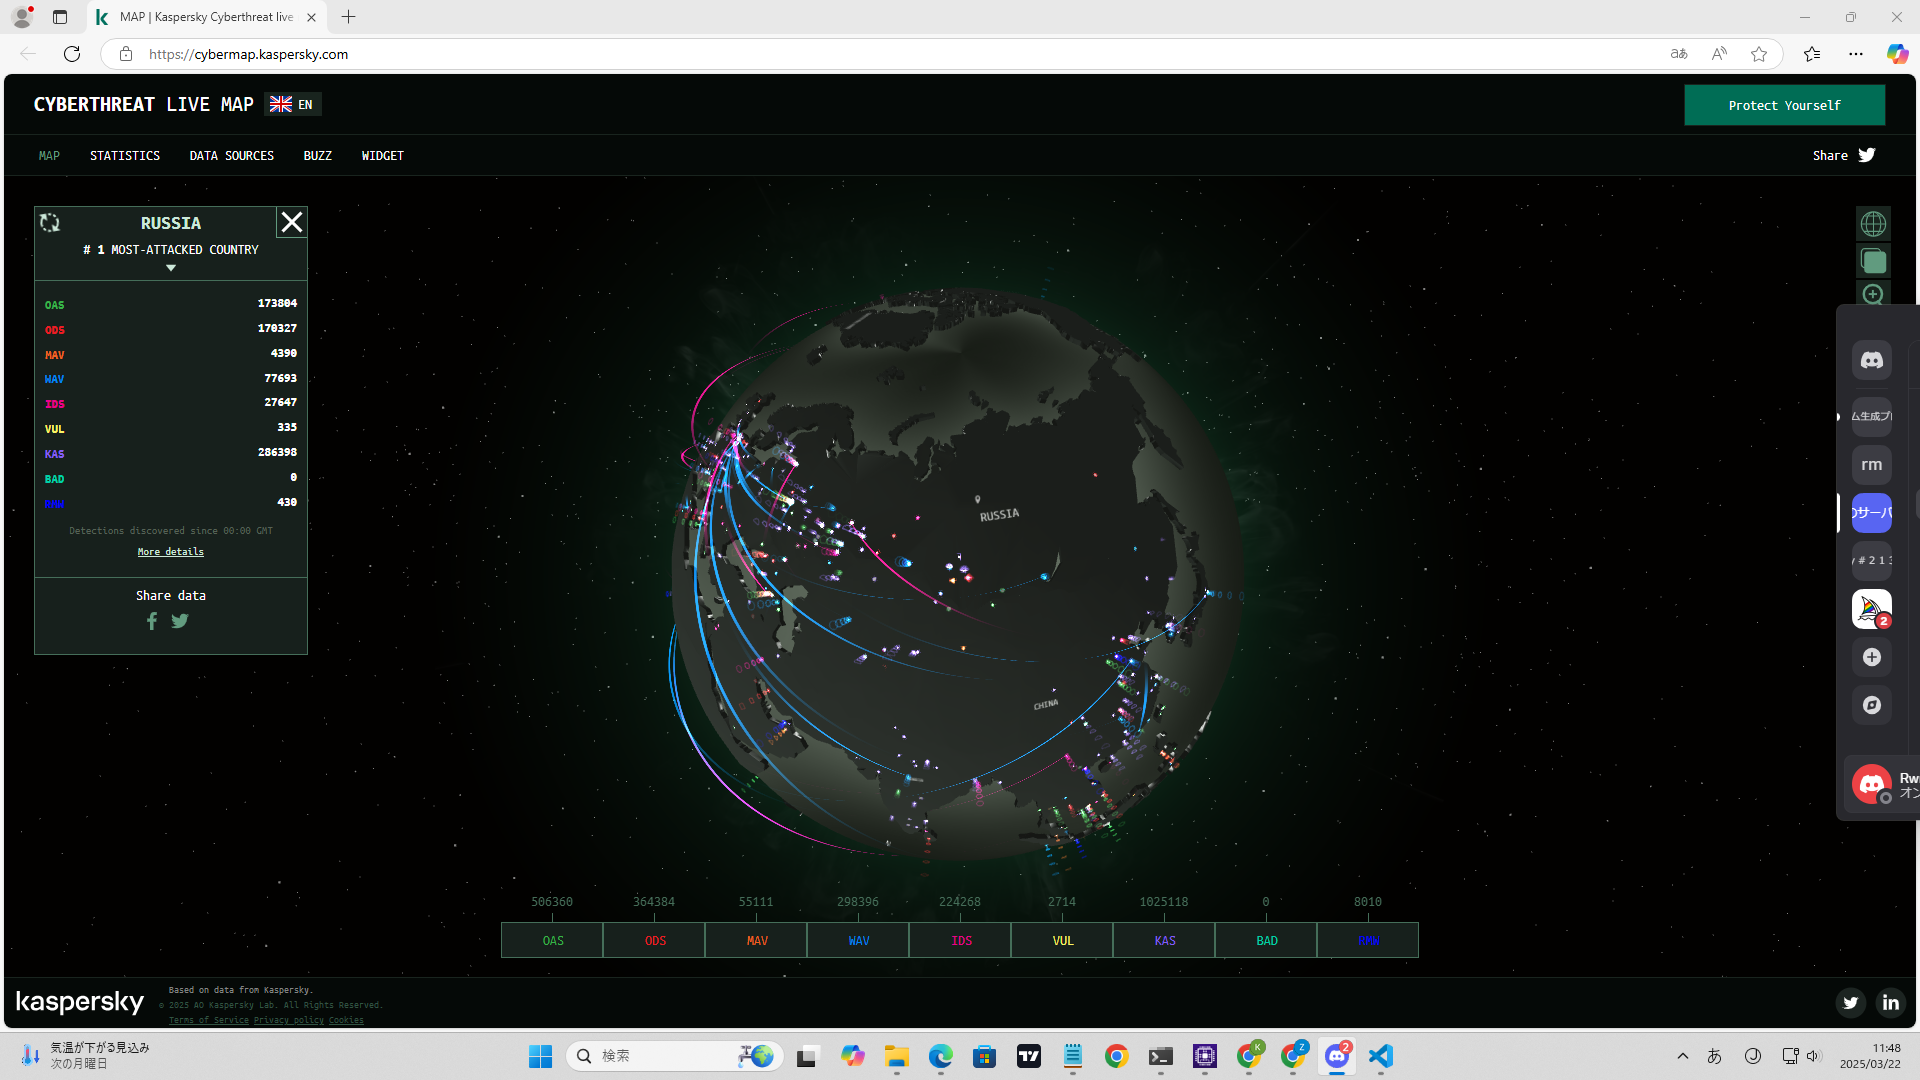 MAP | Kaspersky Cyberthreat live
https://cybermap.kaspersky.com
CYBERTHREAT LIVE MAP
EN
Protect Yourself
MAP
STATISTICS
DATA SOURCES
BUZZ
WIDGET
Share
RUSSIA
# 1 MOST-ATTACKED COUNTRY
OAS 173804
ODS 170327
MAV 4390
WAV 77693
IDS 27647
VUL 335
KAS 286398
BAD 0
RMW 430
Detections discovered since 00:00 GMT
More details
Share data
RUSSIA
CHINA
ム生成プ
rm
サーバ
# 2 1 3
2
Rw
オン
506360
364384
55111
298396
224268
2714
1025118
0
8010
OAS
ODS
MAV
WAV
IDS
VUL
KAS
BAD
RMW
kaspersky
Based on data from Kaspersky.
© 2025 AO Kaspersky Lab. All Rights Reserved.
Terms of Service Privacy policy Cookies
気温が下がる見込み
次の月曜日
検索
K
Z
2
あ
11:48
2025/03/22